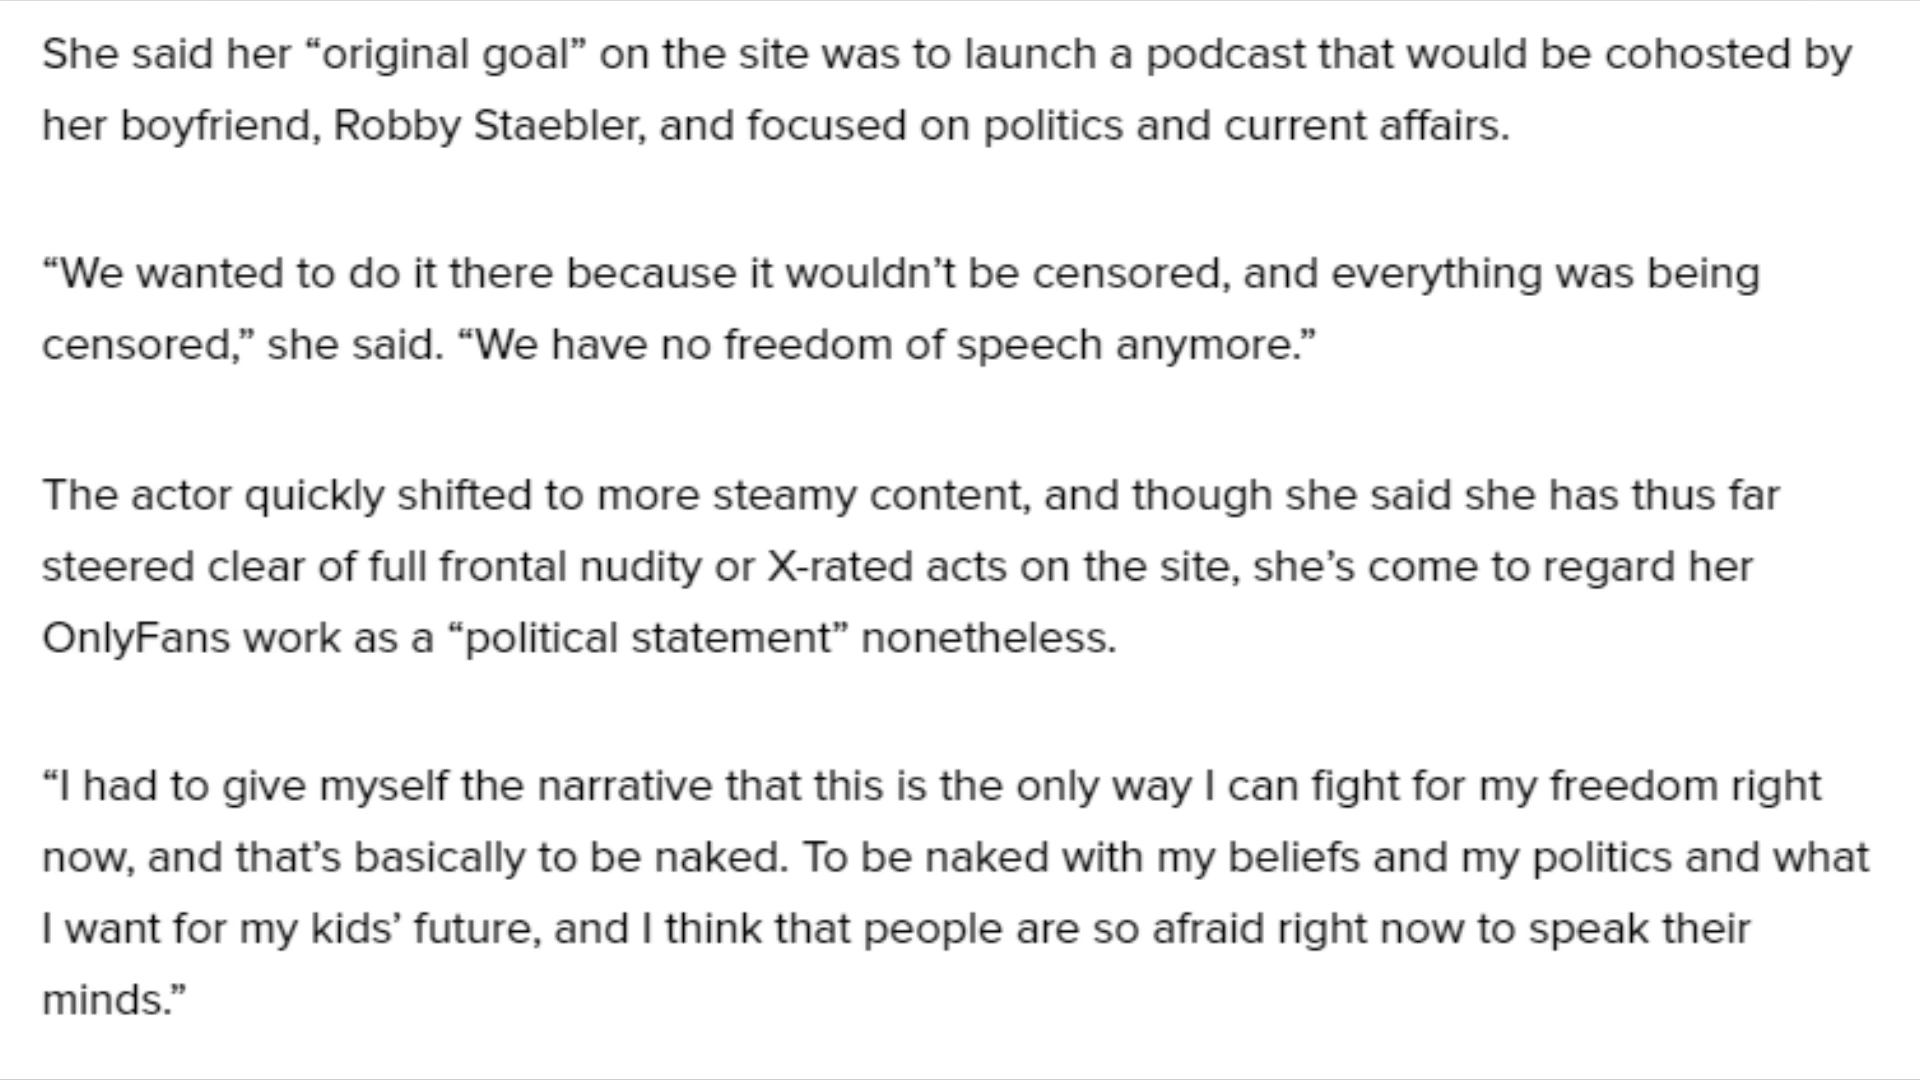 She said her “original goal” on the site was to launch a podcast that would be cohosted by
her boyfriend, Robby Staebler, and focused on politics and current affairs.
“We wanted to do it there because it wouldn’t be censored, and everything was being
censored,” she said. “We have no freedom of speech anymore.”
The actor quickly shifted to more steamy content, and though she said she has thus far
steered clear of full frontal nudity or X-rated acts on the site, she’s come to regard her
OnlyFans work as a “political statement” nonetheless.
“I had to give myself the narrative that this is the only way I can fight for my freedom right
now, and that’s basically to be naked. To be naked with my beliefs and my politics and what
I want for my kids’ future, and I think that people are so afraid right now to speak their
minds.”